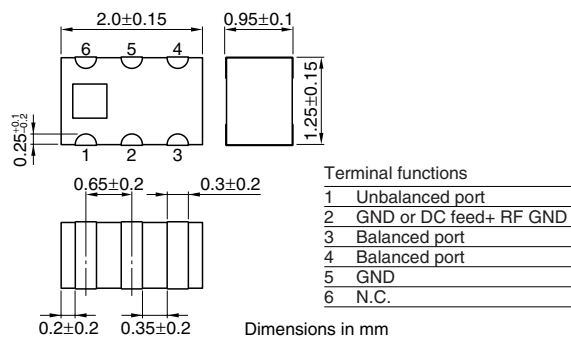 2.0±0.15 0.95±0.1
6 5 4
1.25±0.15
0.25+0.1 -0.2
1 2 3
0.65±0.2 0.3±0.2
0.2±0.2 0.35±0.2
Terminal functions
1 Unbalanced port
2 GND or DC feed+ RF GND
3 Balanced port
4 Balanced port
5 GND
6 N.C.
Dimensions in mm